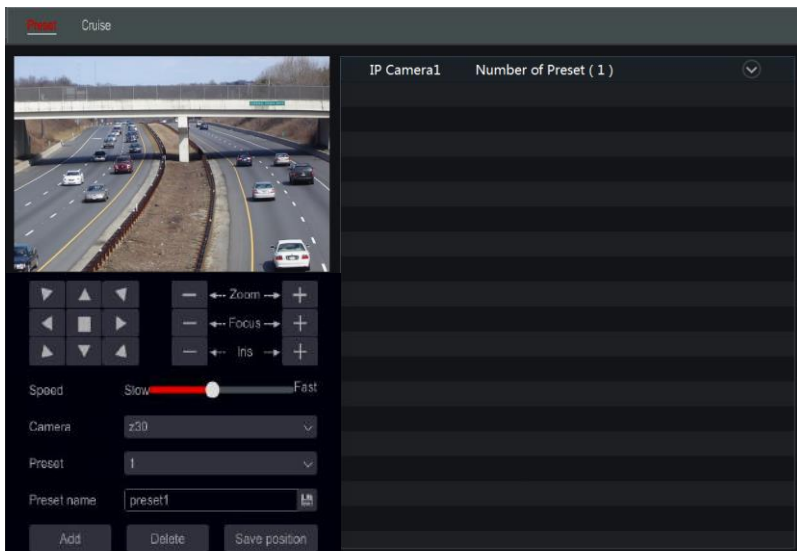 Preset Cruise
IP Camera1 Number of Preset ( 1 )
Zoom
Focus
Iris
Speed Slow Fast
Camera z30
Preset 1
Preset name preset1
Add Delete Save position